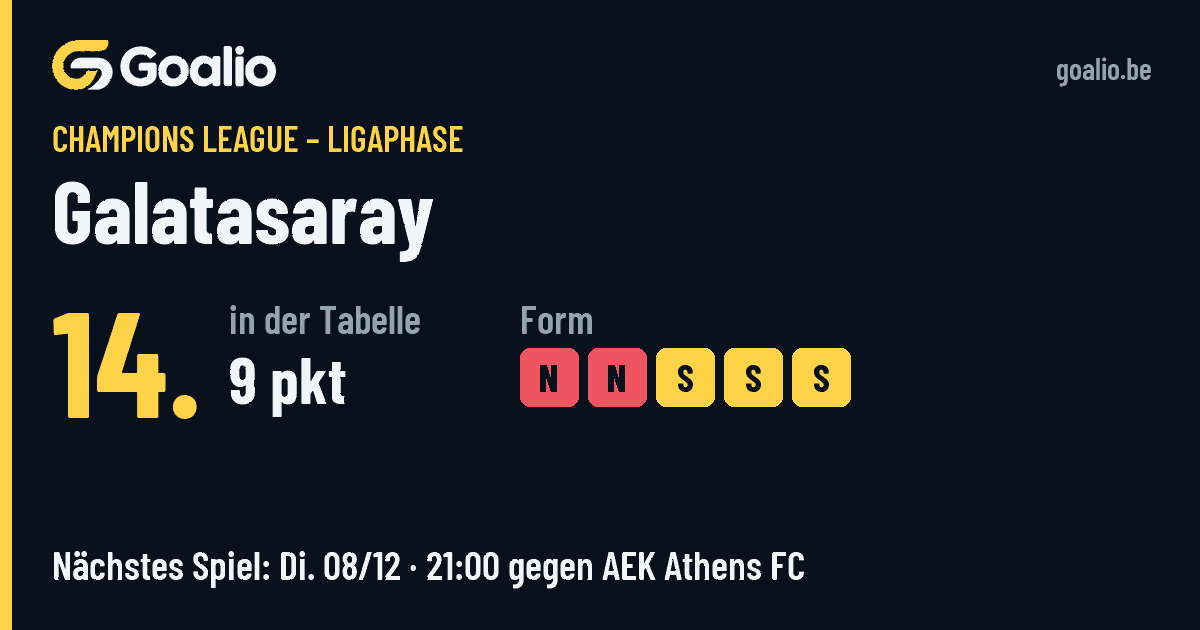 Goalio
goalio.be
CHAMPIONS LEAGUE – LIGAPHASE
Galatasaray
14.
in der Tabelle
9 pkt
Form
N N S S S
Nächstes Spiel: Di. 08/12 · 21:00 gegen AEK Athens FC